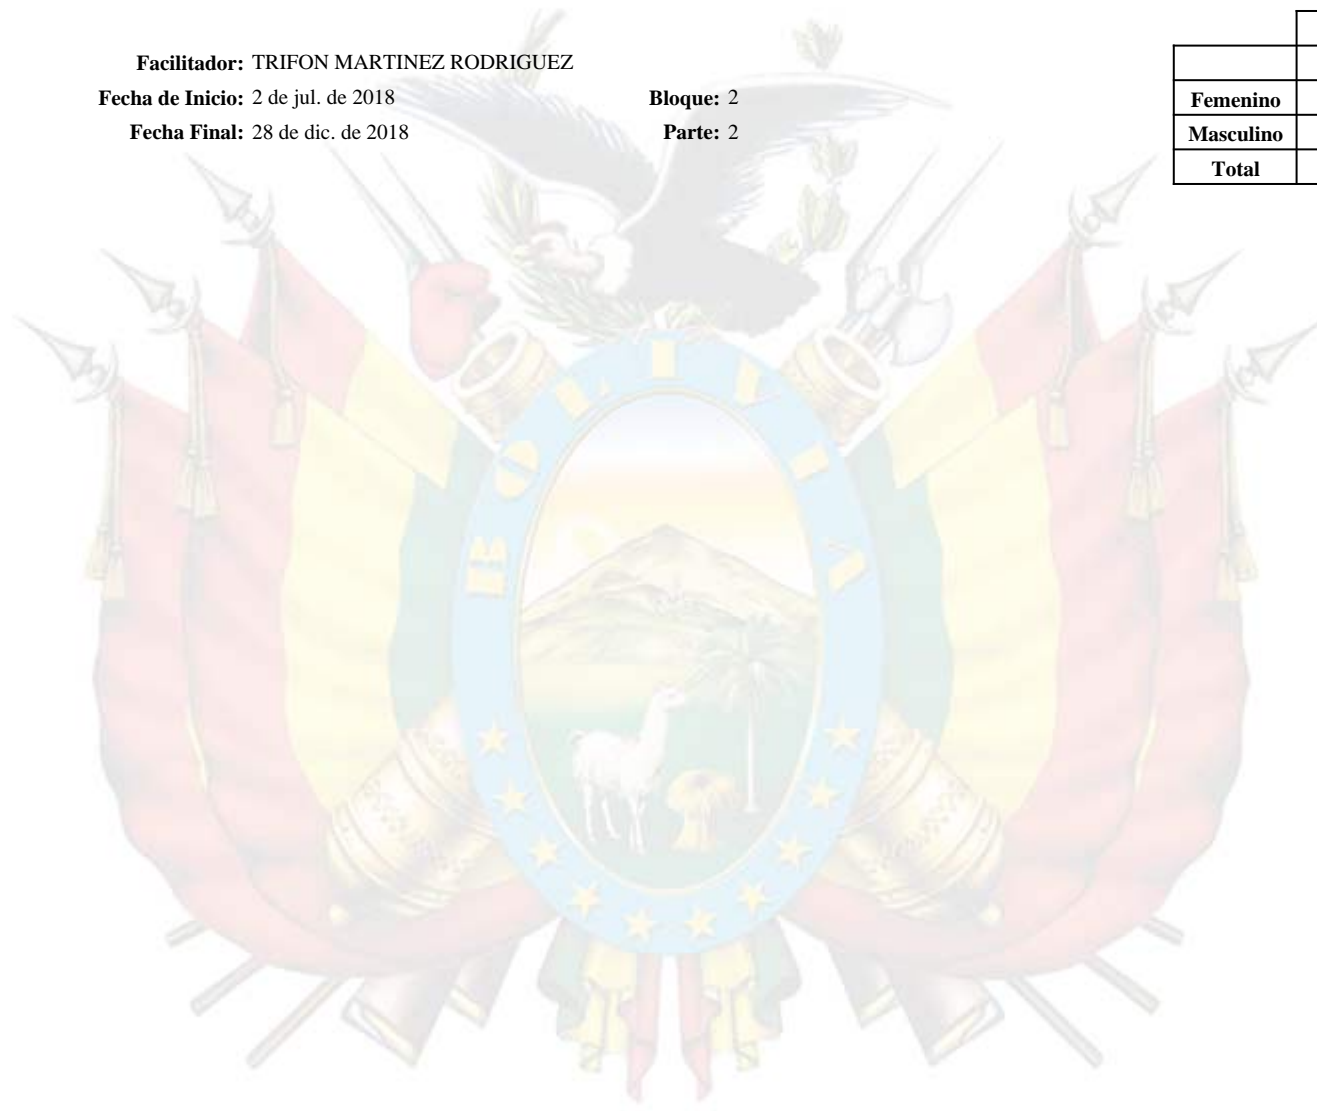 Facilitador: TRIFON MARTINEZ RODRIGUEZ
Fecha de Inicio: 2 de jul. de 2018 Bloque: 2
Fecha Final: 28 de dic. de 2018 Parte: 2
Femenino
Masculino
Total
BOLIVIA